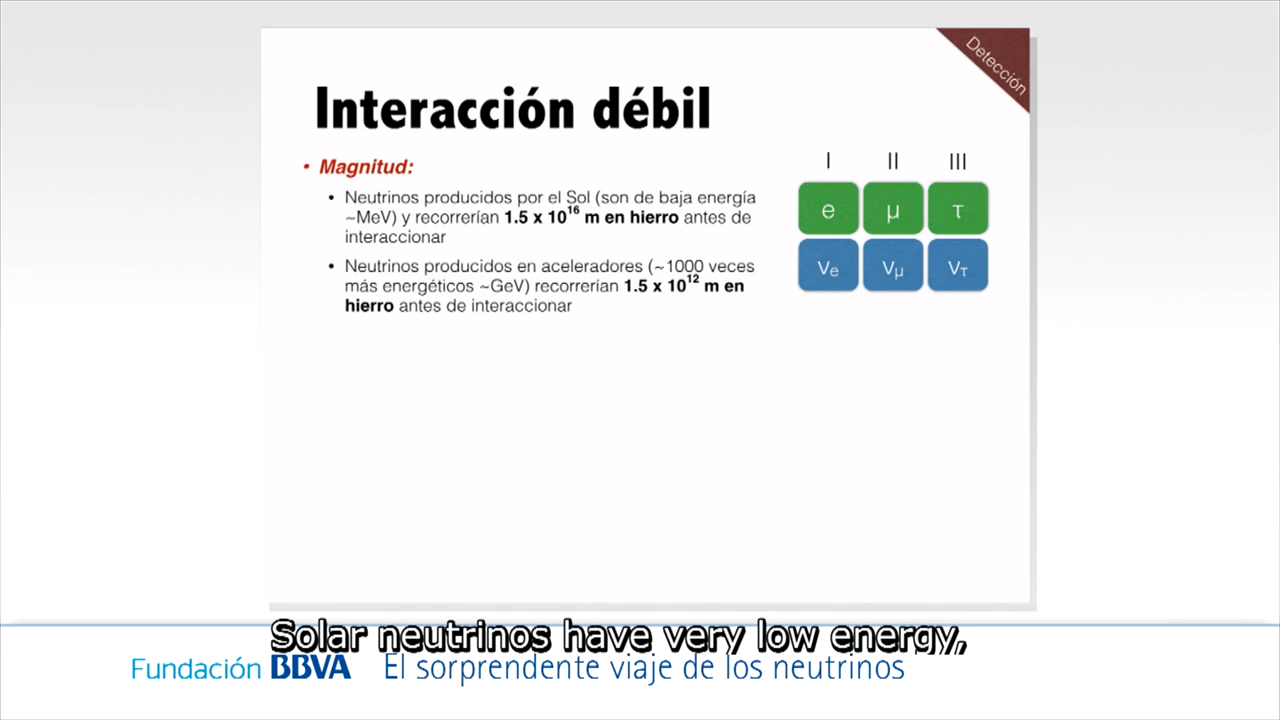 Detección
Interacción débil
• Magnitud:
I II III
• Neutrinos producidos por el Sol (son de baja energía
~MeV) y recorrerían 1.5 x 10¹⁶ m en hierro antes de
interaccionar
e μ τ
• Neutrinos producidos en aceleradores (~1000 veces
más energéticos ~GeV) recorrerían 1.5 x 10¹² m en
hierro antes de interaccionar
νe νμ ντ
Solar neutrinos have very low energy,
Fundación BBVA El sorprendente viaje de los neutrinos